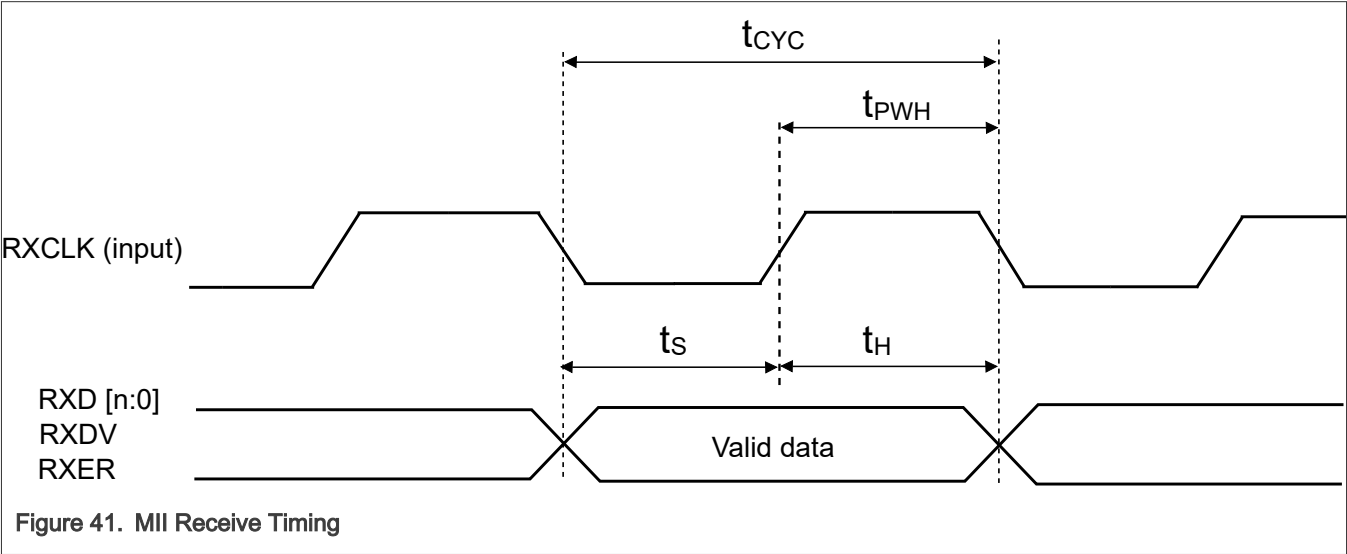 tCYC
tPWH
RXCLK (input)
tS
tH
RXD [n:0]
RXDV
Valid data
RXER
Figure 41. MII Receive Timing